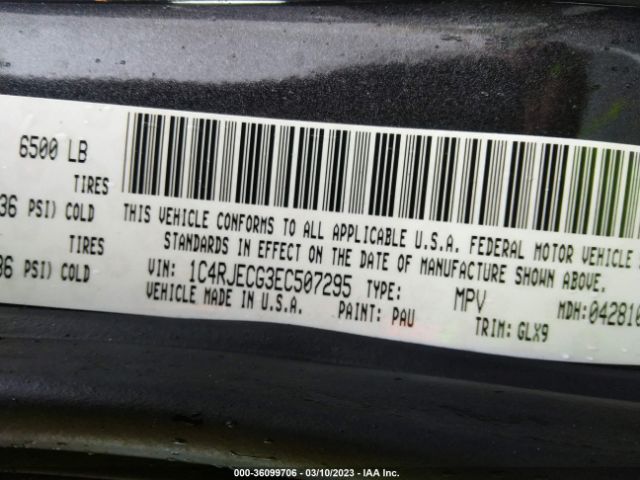 6500 LB
TIRES
36 PSI) COLD
TIRES
36 PSI) COLD
THIS VEHICLE CONFORMS TO ALL APPLICABLE U.S.A. FEDERAL MOTOR VEHICLE
STANDARDS IN EFFECT ON THE DATE OF MANUFACTURE SHOWN ABOVE.
VIN: 1C4RJECG3EC507295 TYPE: MPV MDH:042810
VEHICLE MADE IN U.S.A. PAINT: PAU TRIM: GLX9
000-36099706 - 03/10/2023 - IAA Inc.